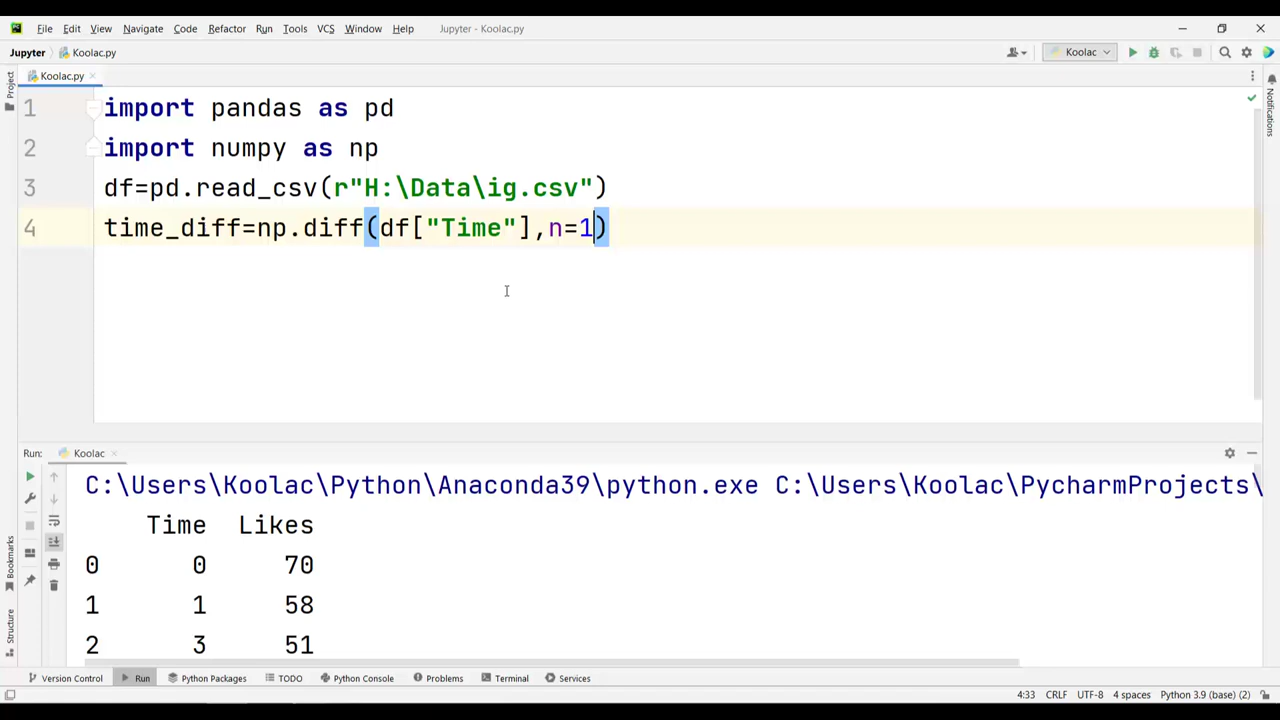 File Edit View Navigate Code Refactor Run Tools VCS Window Help Jupyter - Koolac.py
Jupyter Koolac.py Koolac
Project
Koolac.py
Notifications
1 import pandas as pd
2 import numpy as np
3 df=pd.read_csv(r"H:\Data\ig.csv")
4 time_diff=np.diff(df["Time"],n=1)
Run: Koolac
C:\Users\Koolac\Python\Anaconda39\python.exe C:\Users\Koolac\PycharmProjects\
Time Likes
0 0 70
1 1 58
2 3 51
Bookmarks
Structure
Version Control Run Python Packages TODO Python Console Problems Terminal Services
4:33 CRLF UTF-8 4 spaces Python 3.9 (base) (2)